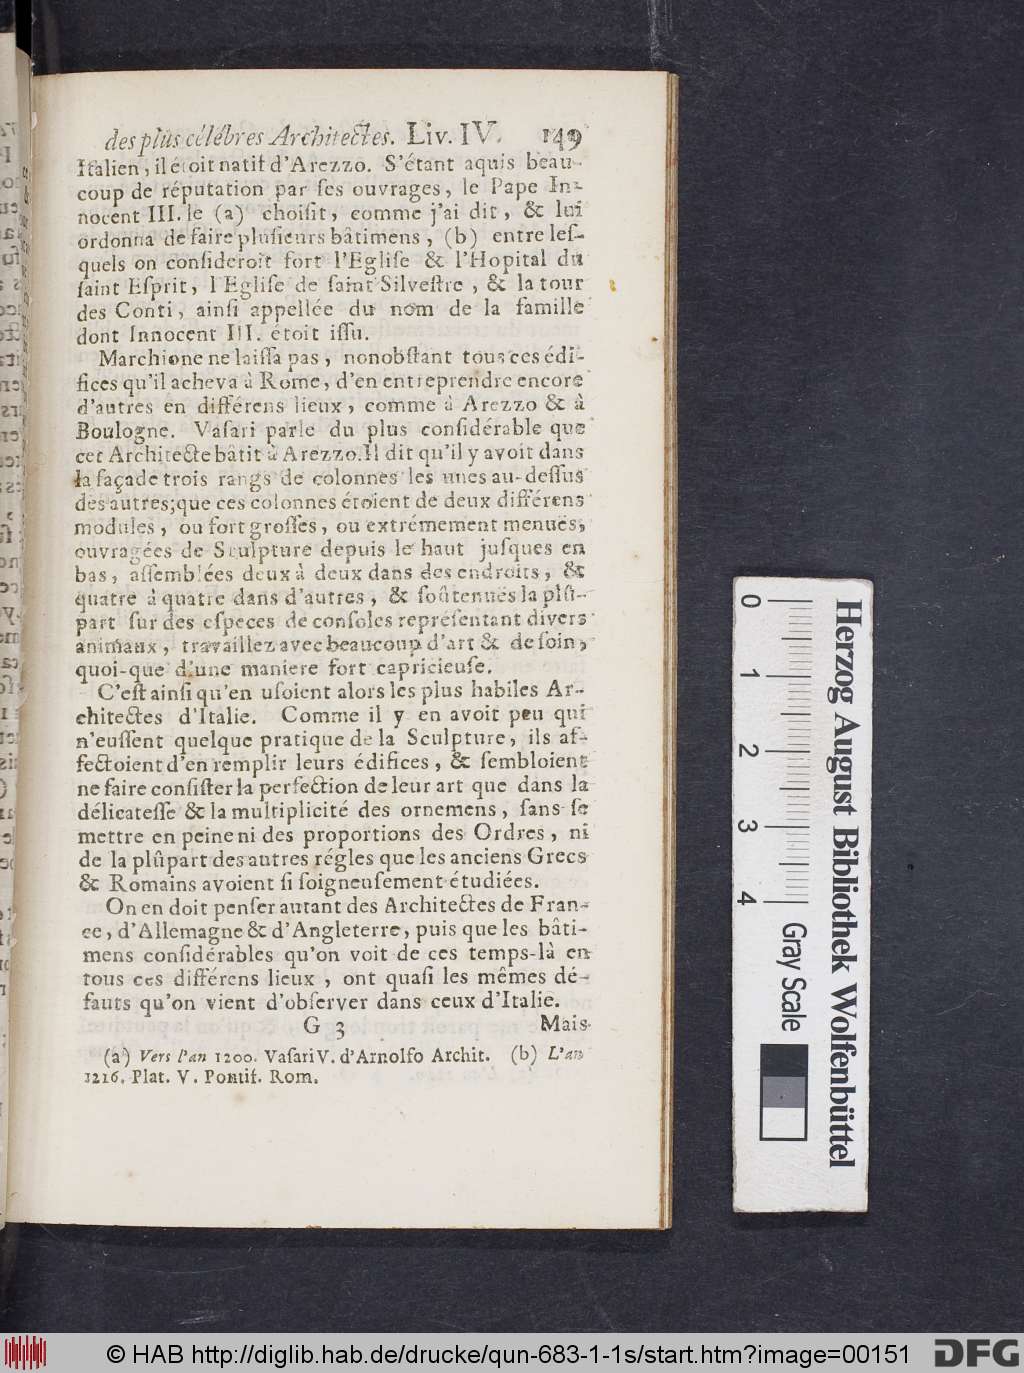 des plus célébres Architectes. Liv. IV. 149
Italien, il étoit natif d'Arezzo. S'étant aquis beau-
coup de réputation par ses ouvrages, le Pape In-
nocent III. le (a) choisit, comme j'ai dit, & lui
ordonna de faire plusieurs bâtimens, (b) entre les-
quels on consideroit fort l'Eglise & l'Hopital du
saint Esprit, l'Eglise de saint Silvestre, & la tour
des Conti, ainsi appellée du nom de la famille
dont Innocent III. étoit issu.
Marchione ne laissa pas, nonobstant tous ces édi-
fices qu'il acheva à Rome, d'en entreprendre encore
d'autres en différens lieux, comme à Arezzo & à
Boulogne. Vasari parle du plus considérable que
cet Architecte bâtit à Arezzo. Il dit qu'il y avoit dans
la façade trois rangs de colonnes les unes au-dessus
des autres; que ces colonnes étoient de deux différens
modules, ou fort grosses, ou extrémement menuës,
ouvragées de Sculpture depuis le haut jusques en
bas, assemblées deux à deux dans des endroits, &
quatre à quatre dans d'autres, & soûtenuës la plû-
part sur des especes de consoles représentant divers
animaux, travaillez avec beaucoup d'art & de soin,
quoi-que d'une maniere fort capricieuse.
C'est ainsi qu'en usoient alors les plus habiles Ar-
chitectes d'Italie. Comme il y en avoit peu qui
n'eussent quelque pratique de la Sculpture, ils af-
fectoient d'en remplir leurs édifices, & sembloient
ne faire consister la perfection de leur art que dans la
délicatesse & la multiplicité des ornemens, sans se
mettre en peine ni des proportions des Ordres, ni
de la plûpart des autres régles que les anciens Grecs
& Romains avoient si soigneusement étudiées.
On en doit penser autant des Architectes de Fran-
ce, d'Allemagne & d'Angleterre, puis que les bâti-
mens considérables qu'on voit de ces temps-là en
tous ces différens lieux, ont quasi les mêmes dé-
fauts qu'on vient d'observer dans ceux d'Italie.
G 3 Mais
(a) Vers l'an 1200. Vasari V. d'Arnolfo Archit. (b) L'an
1216. Plat. V. Pontif. Rom.
0 1 2 3 4
Gray Scale
Herzog August Bibliothek Wolfenbüttel
© HAB http://diglib.hab.de/drucke/qun-683-1-1s/start.htm?image=00151
DFG